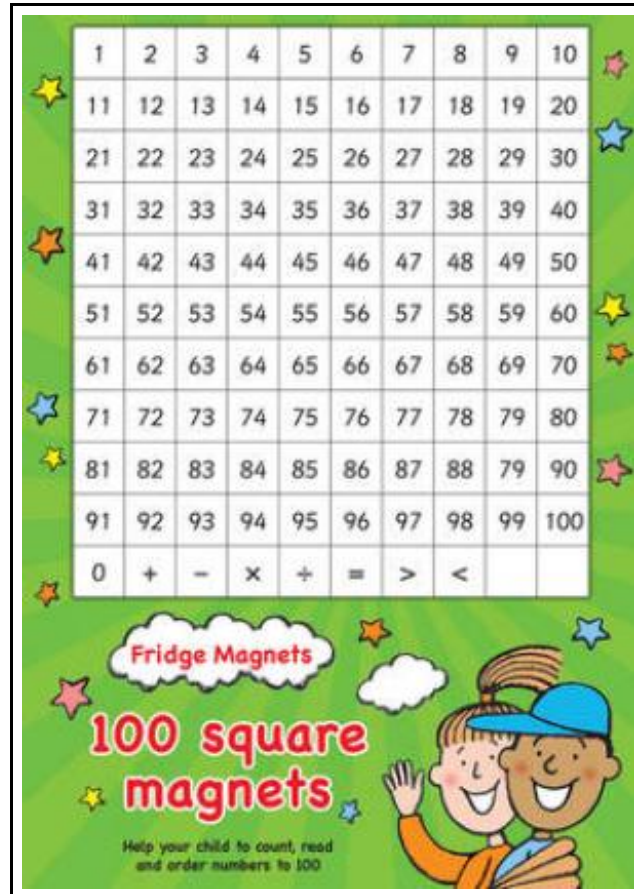 1 2 3 4 5 6 7 8 9 10
11 12 13 14 15 16 17 18 19 20
21 22 23 24 25 26 27 28 29 30
31 32 33 34 35 36 37 38 39 40
41 42 43 44 45 46 47 48 49 50
51 52 53 54 55 56 57 58 59 60
61 62 63 64 65 66 67 68 69 70
71 72 73 74 75 76 77 78 79 80
81 82 83 84 85 86 87 88 79 90
91 92 93 94 95 96 97 98 99 100
0 + − × ÷ = > <
Fridge Magnets
100 square
magnets
Help your child to count, read
and order numbers to 100